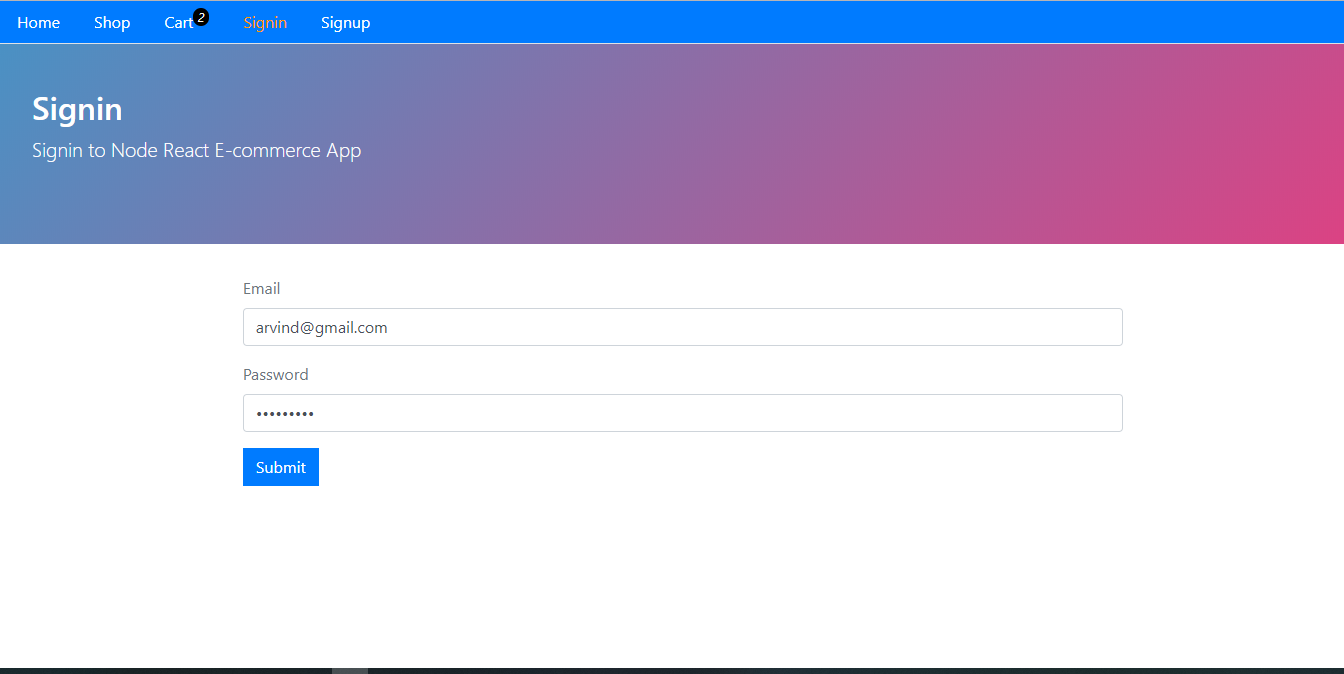 Home Shop Cart 2 Signin Signup
Signin
Signin to Node React E-commerce App
Email
arvind@gmail.com
Password
•••••••••
Submit